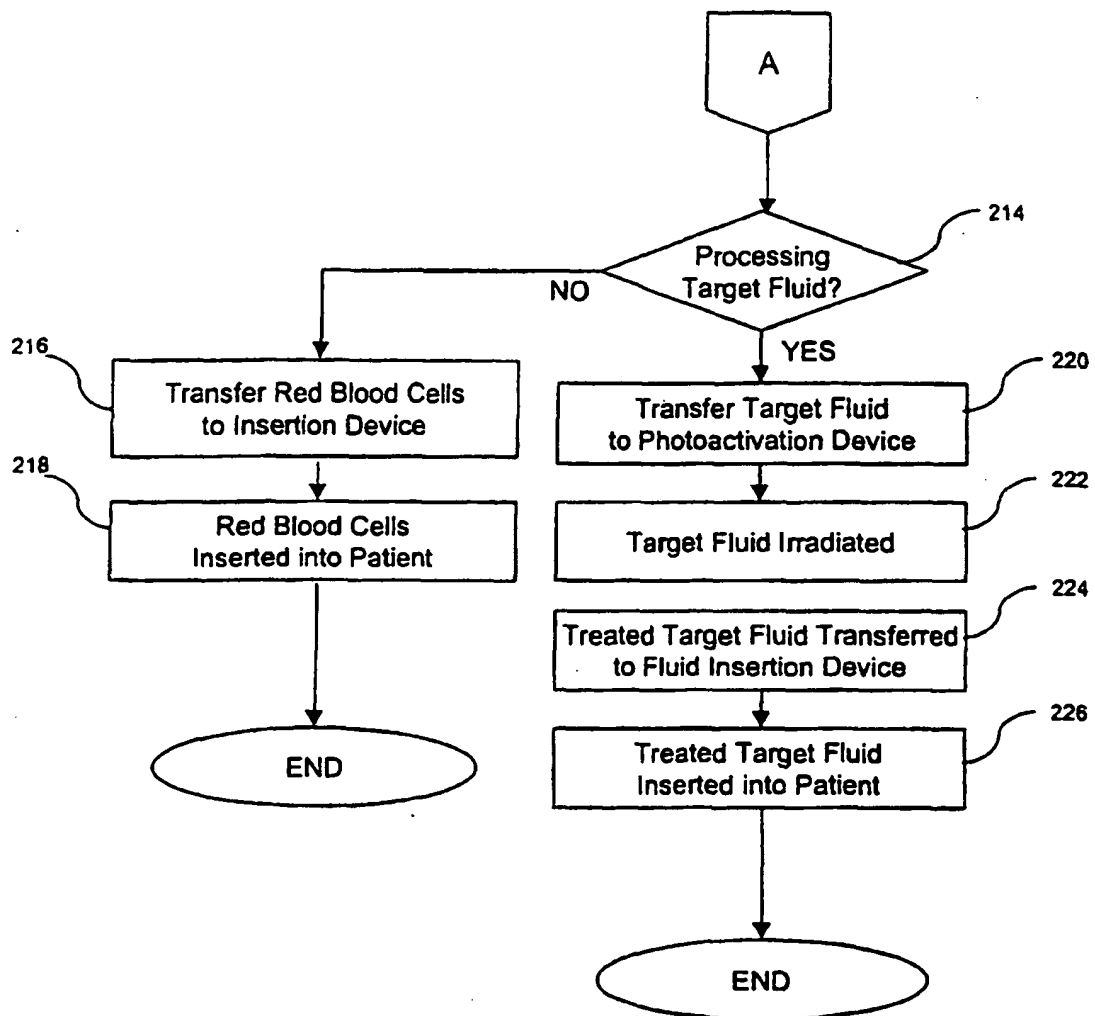 A
214
Processing
Target Fluid?
NO
YES
216
Transfer Red Blood Cells
to Insertion Device
220
Transfer Target Fluid
to Photoactivation Device
218
Red Blood Cells
Inserted into Patient
222
Target Fluid Irradiated
224
Treated Target Fluid Transferred
to Fluid Insertion Device
226
Treated Target Fluid
Inserted into Patient
END
END